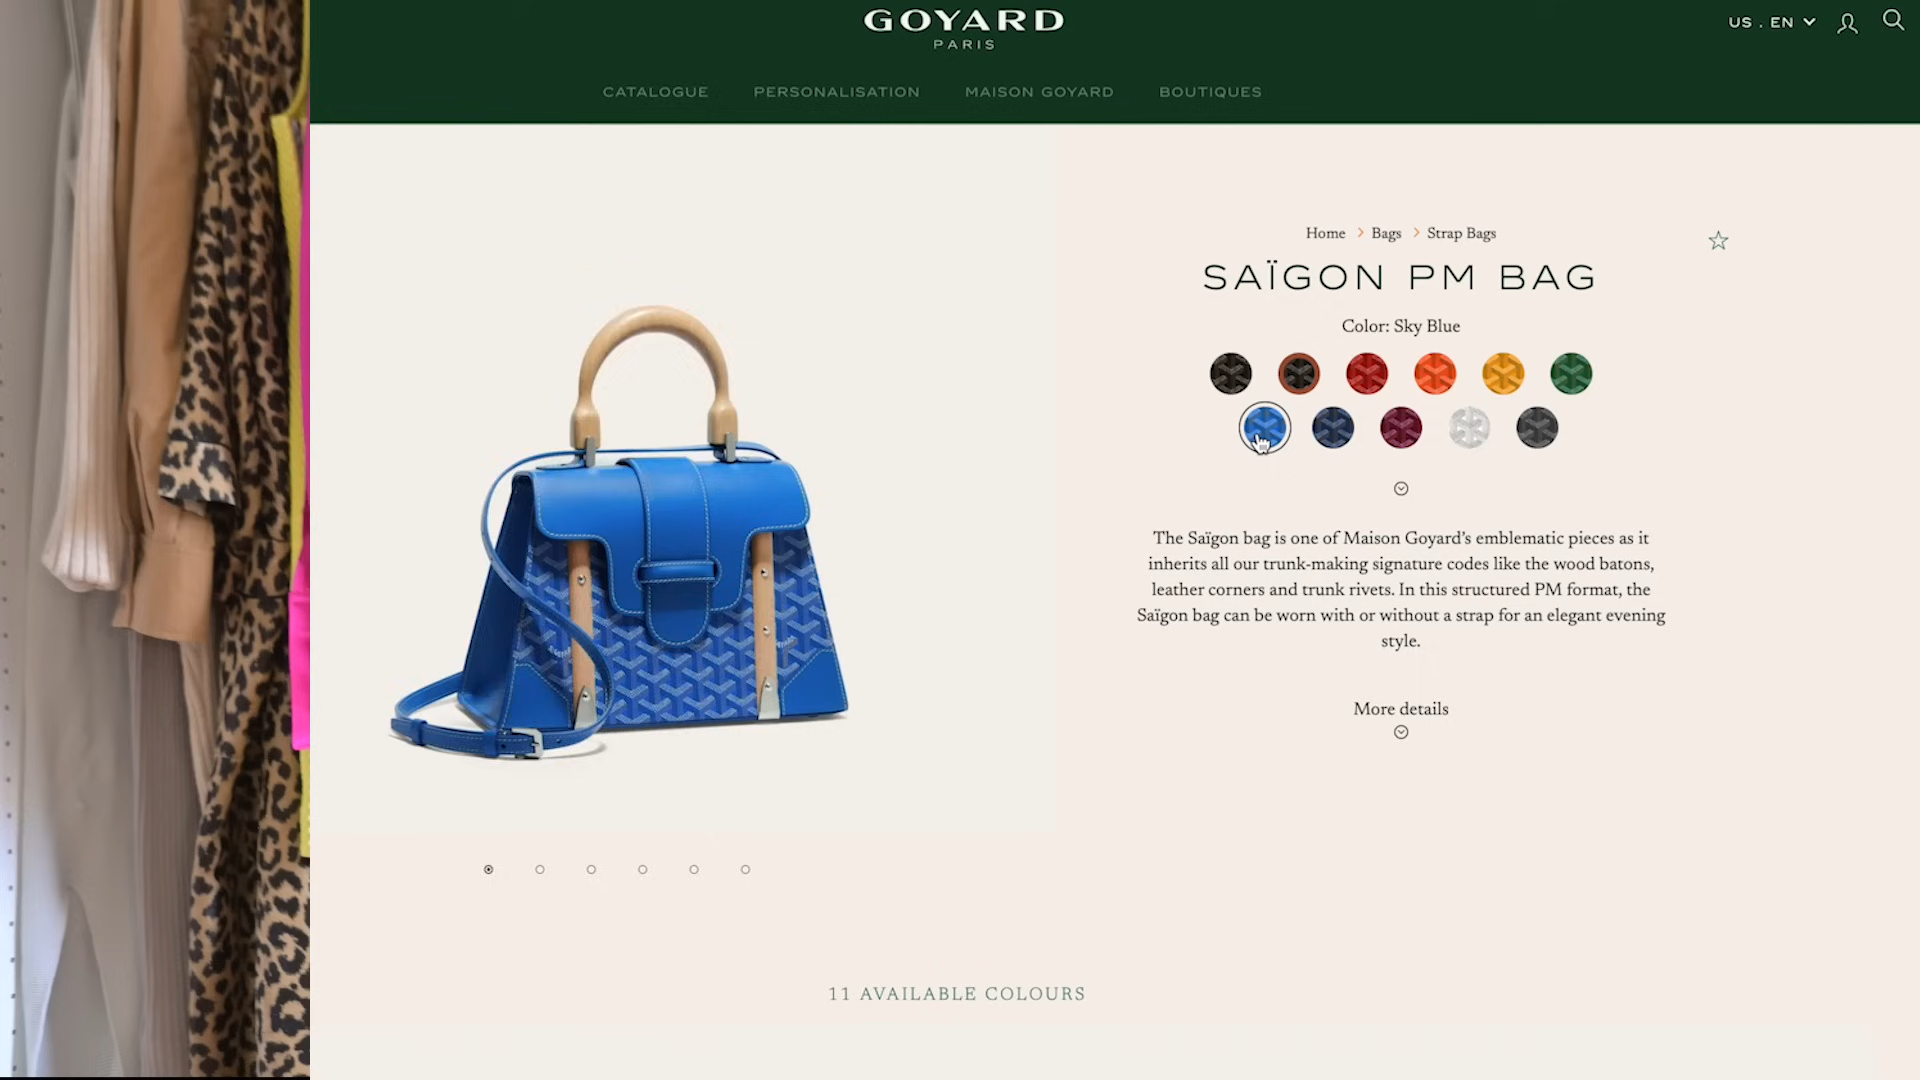 GOYARD
PARIS
US . EN
CATALOGUE PERSONALISATION MAISON GOYARD BOUTIQUES
Home > Bags > Strap Bags
SAÏGON PM BAG
Color: Sky Blue
The Saïgon bag is one of Maison Goyard’s emblematic pieces as it
inherits all our trunk-making signature codes like the wood batons,
leather corners and trunk rivets. In this structured PM format, the
Saïgon bag can be worn with or without a strap for an elegant evening
style.
More details
11 AVAILABLE COLOURS